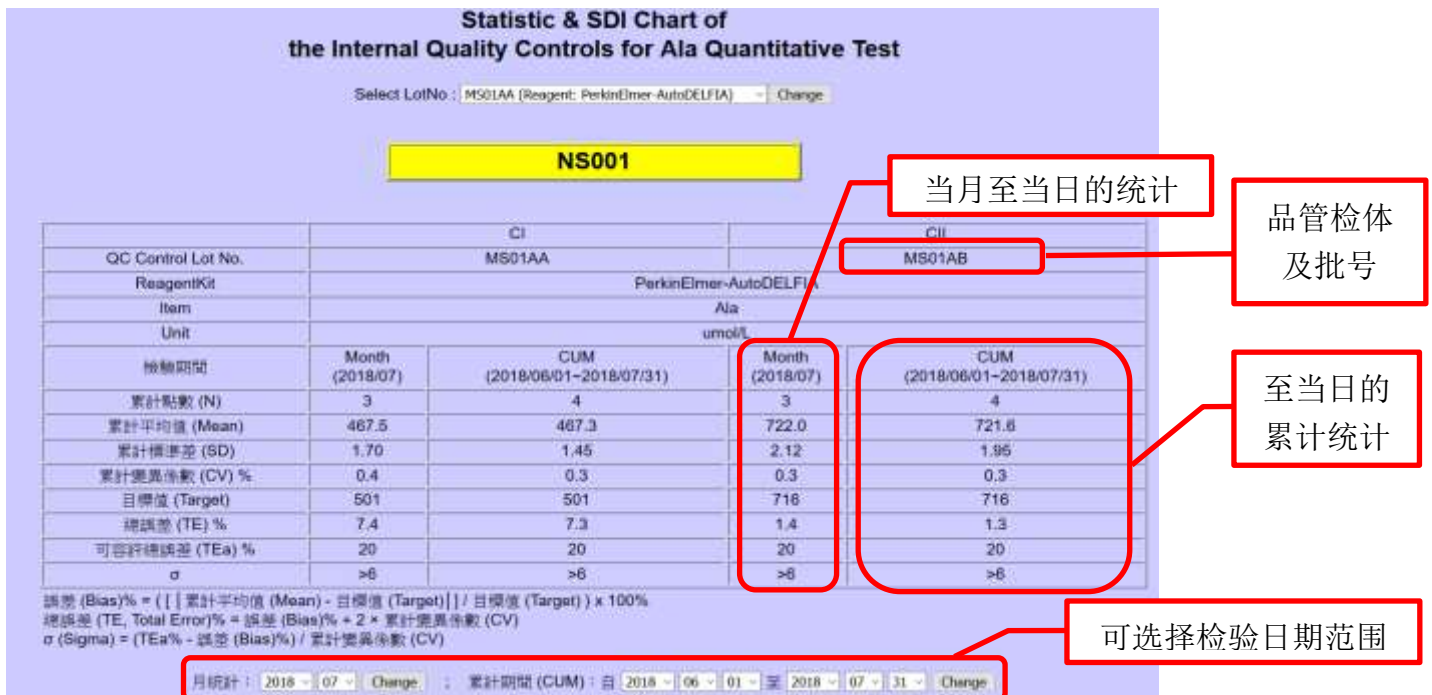 Statistic & SDI Chart of
the Internal Quality Controls for Ala Quantitative Test
Select LotNo : MS01AA (Reagent: PerkinElmer-AutoDELFIA) Change
NS001
当月至当日的统计
品管检体
及批号
CI CII
QC Control Lot No. MS01AA MS01AB
ReagentKit PerkinElmer-AutoDELFIA
Item Ala
Unit umol/L
檢驗期間 Month (2018/07) CUM (2018/06/01~2018/07/31) Month (2018/07) CUM (2018/06/01~2018/07/31)
累計點數 (N) 3 4 3 4
累計平均值 (Mean) 467.5 467.3 722.0 721.6
累計標準差 (SD) 1.70 1.45 2.12 1.95
累計變異係數 (CV) % 0.4 0.3 0.3 0.3
目標值 (Target) 501 501 716 716
總誤差 (TE) % 7.4 7.3 1.4 1.3
可容許總誤差 (TEa) % 20 20 20 20
σ >6 >6 >6 >6
至当日的
累计统计
誤差 (Bias)% = ( [ | 累計平均值 (Mean) - 目標值 (Target)| ] / 目標值 (Target) ) x 100%
總誤差 (TE, Total Error)% = 誤差 (Bias)% + 2 × 累計變異係數 (CV)
σ (Sigma) = (TEa% - 誤差 (Bias)%) / 累計變異係數 (CV)
可选择检验日期范围
月統計 : 2018 07 Change ; 累計期間 (CUM) : 自 2018 06 01 至 2018 07 31 Change